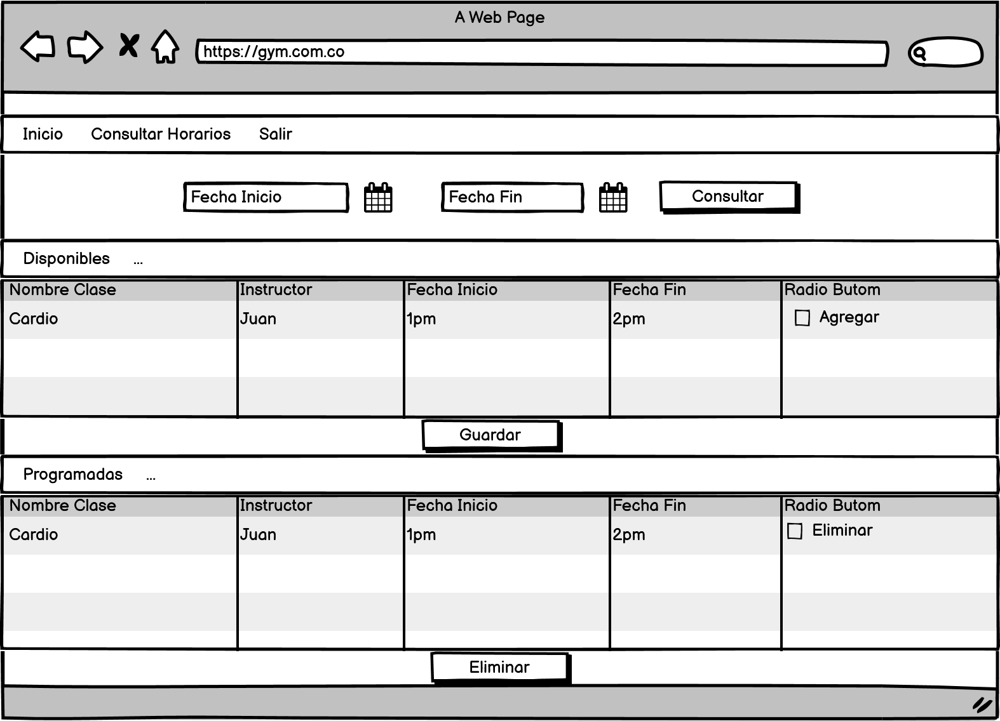 A Web Page
https://gym.com.co
Inicio Consultar Horarios Salir
Fecha Inicio Fecha Fin Consultar
Disponibles ...
Nombre Clase Instructor Fecha Inicio Fecha Fin Radio Butom
Cardio Juan 1pm 2pm Agregar
Guardar
Programadas ...
Nombre Clase Instructor Fecha Inicio Fecha Fin Radio Butom
Cardio Juan 1pm 2pm Eliminar
Eliminar